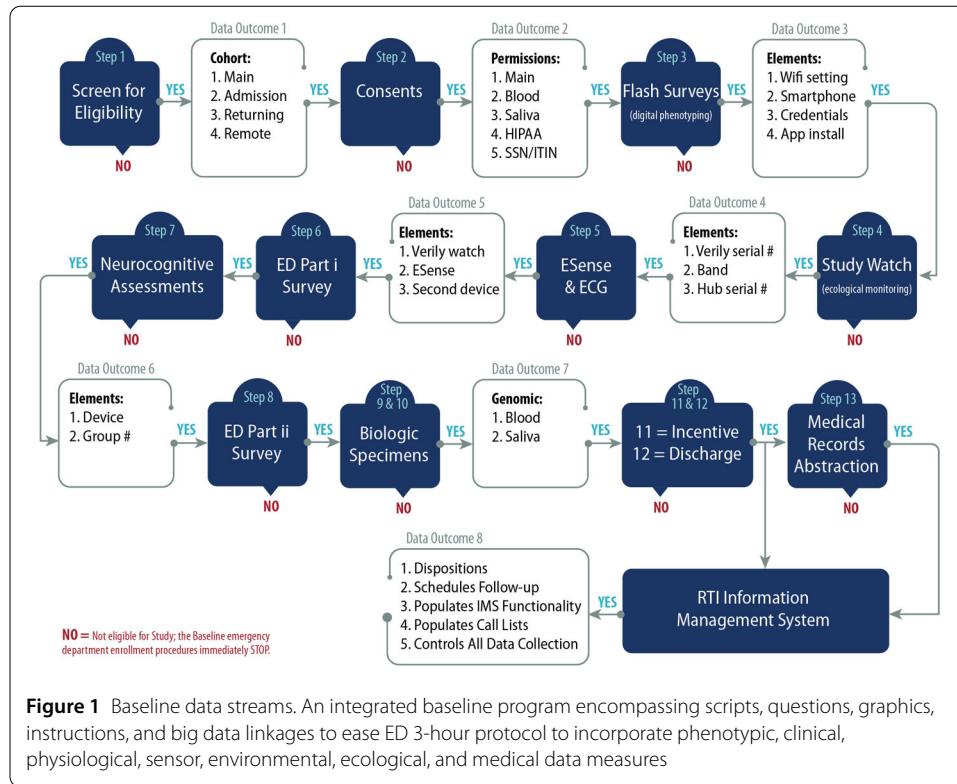 Data Outcome 1
Data Outcome 2
Data Outcome 3
Step 1
Screen for
Eligibility
YES
NO
Cohort:
1. Main
2. Admission
3. Returning
4. Remote
YES
Step 2
Consents
YES
NO
Permissions:
1. Main
2. Blood
3. Saliva
4. HIPAA
5. SSN/ITIN
YES
Step 3
Flash Surveys
(digital phenotyping)
YES
NO
Elements:
1. Wifi setting
2. Smartphone
3. Credentials
4. App install
YES
Data Outcome 5
Data Outcome 4
Step 7
Neurocognitive
Assessments
YES
NO
YES
Step 6
ED Part i
Survey
NO
YES
Elements:
1. Verily watch
2. ESense
3. Second device
YES
Step 5
ESense
& ECG
NO
YES
Elements:
1. Verily serial #
2. Band
3. Hub serial #
YES
Step 4
Study Watch
(ecological monitoring)
NO
Data Outcome 6
Data Outcome 7
Elements:
1. Device
2. Group #
YES
Step 8
ED Part ii
Survey
YES
NO
Step
9 & 10
Biologic
Specimens
YES
NO
Genomic:
1. Blood
2. Saliva
YES
Step
11 & 12
11 = Incentive
12 = Discharge
YES
NO
Step 13
Medical
Records
Abstraction
YES
NO
Data Outcome 8
1. Dispositions
2. Schedules Follow-up
3. Populates IMS Functionality
4. Populates Call Lists
5. Controls All Data Collection
YES
RTI Information
Management System
NO = Not eligible for Study; the Baseline emergency
department enrollment procedures immediately STOP.
Figure 1 Baseline data streams. An integrated baseline program encompassing scripts, questions, graphics,
instructions, and big data linkages to ease ED 3-hour protocol to incorporate phenotypic, clinical,
physiological, sensor, environmental, ecological, and medical data measures